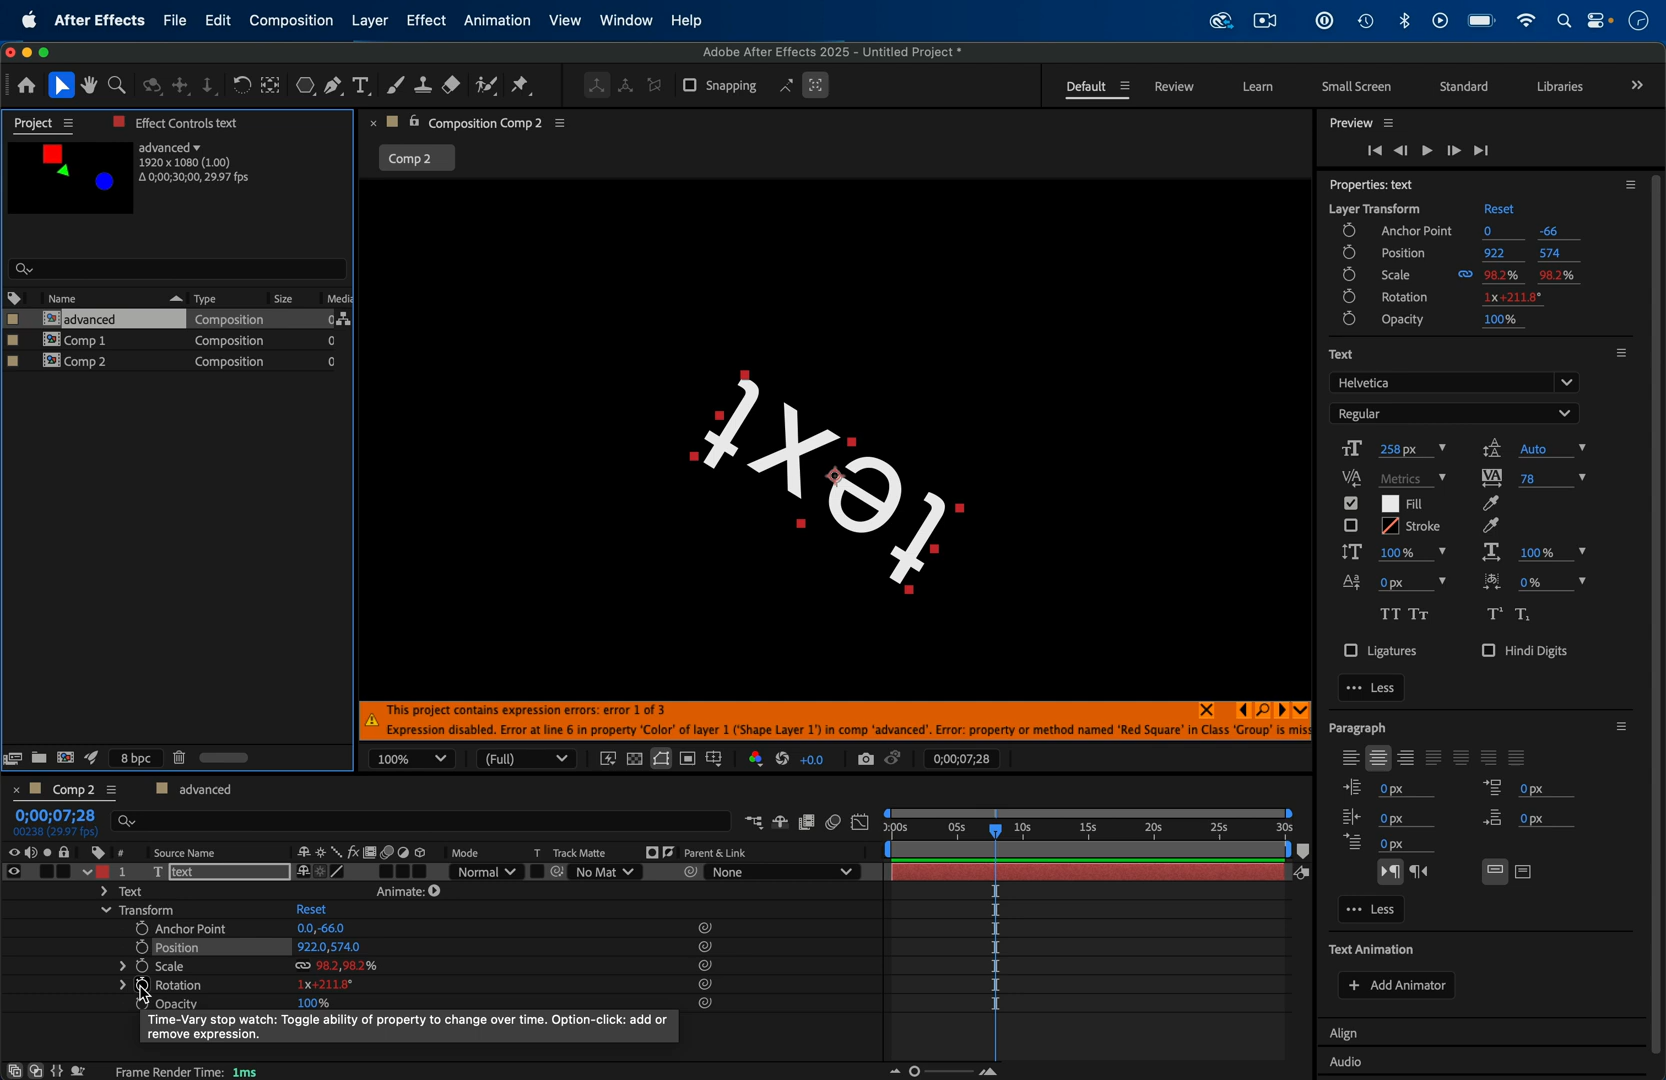 After Effects File Edit Composition Layer Effect Animation View Window Help
Adobe After Effects 2025 - Untitled Project *
Snapping
Default Review Learn Small Screen Standard Libraries
Project
Effect Controls text
advanced
1920 x 1080 (1.00)
Δ 0;00;30;00, 29.97 fps
Name Type Size Media
advanced Composition 0
Comp 1 Composition 0
Comp 2 Composition 0
8 bpc
Composition Comp 2
Comp 2
text
This project contains expression errors: error 1 of 3
Expression disabled. Error at line 6 in property 'Color' of layer 1 ('Shape Layer 1') in comp 'advanced'. Error: property or method named 'Red Square' in Class 'Group' is miss
100% (Full) +0.0 0;00;07;28
Preview
Properties: text
Layer Transform Reset
Anchor Point 0 -66
Position 922 574
Scale 98.2% 98.2%
Rotation 1x+211.8°
Opacity 100%
Text
Helvetica
Regular
258 px Auto
Metrics 78
Fill
Stroke
100 % 100 %
0 px 0 %
TT Tт T¹ T₁
Ligatures Hindi Digits
Less
Paragraph
0 px 0 px
0 px 0 px
0 px
Less
Text Animation
+ Add Animator
Align
Audio
Comp 2 advanced
0;00;07;28
00238 (29.97 fps)
0:00s 05s 10s 15s 20s 25s 30s
# Source Name Mode T Track Matte Parent & Link
1 T text Normal No Mat None
Text Animate:
Transform Reset
Anchor Point 0.0,-66.0
Position 922.0,574.0
Scale 98.2,98.2%
Rotation 1x+211.8°
Opacity 100%
Time-Vary stop watch: Toggle ability of property to change over time. Option-click: add or
remove expression.
Frame Render Time: 1ms